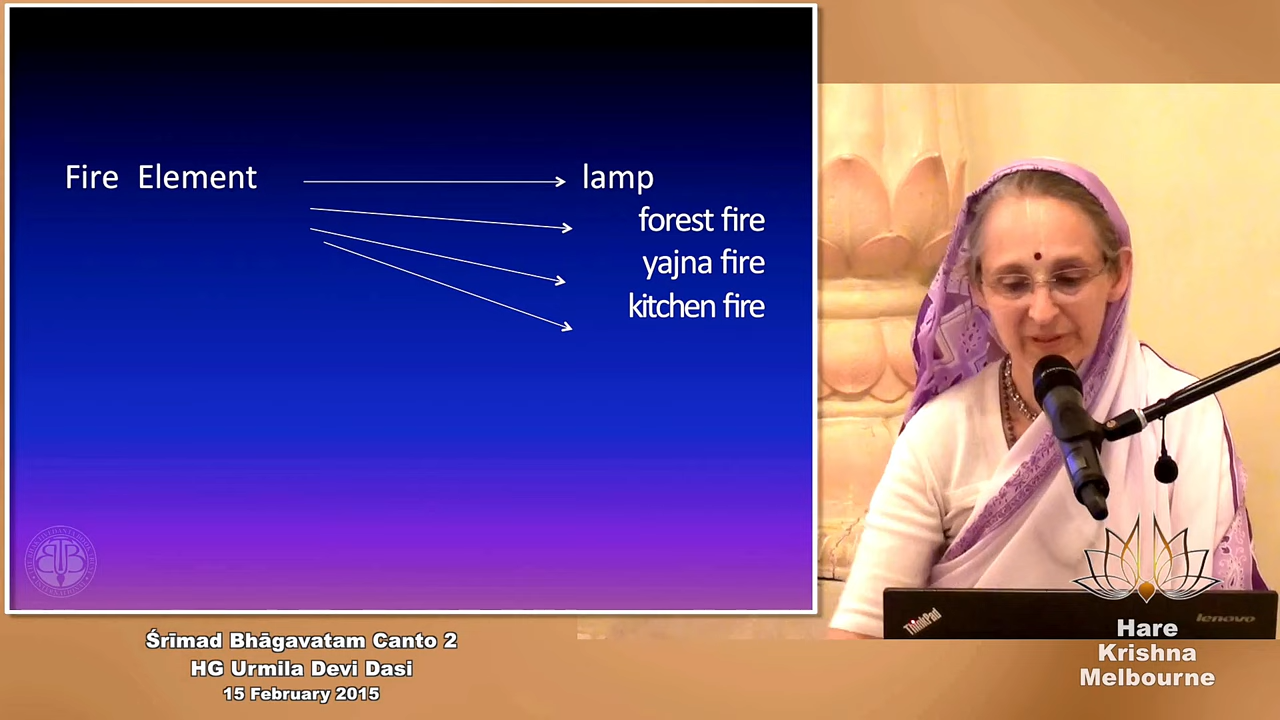 Fire Element
lamp
forest fire
yajna fire
kitchen fire
Śrīmad Bhāgavatam Canto 2
HG Urmila Devi Dasi
15 February 2015
ThinkPad
lenovo
Hare
Krishna
Melbourne